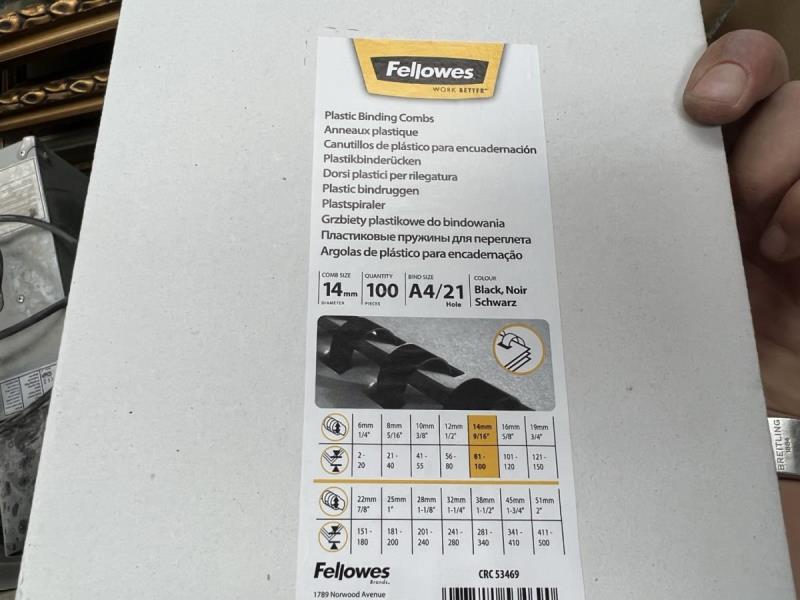 Fellowes
WORK BETTER™
Plastic Binding Combs
Anneaux plastique
Canutillos de plástico para encuadernación
Plastikbinderücken
Dorsi plastici per rilegatura
Plastic bindruggen
Plastspiraler
Grzbiety plastikowe do bindowania
Пластиковые пружины для переплета
Argolas de plástico para encadernação
COMB SIZE QUANTITY BIND SIZE COLOUR
14mm 100 A4/21 Black, Noir
DIAMETER PIECES Hole Schwarz
6mm 8mm 10mm 12mm 14mm 16mm 19mm
1/4" 5/16" 3/8" 1/2" 9/16" 5/8" 3/4"
2- 21- 41- 56- 81- 101- 121-
20 40 55 80 100 120 150
22mm 25mm 28mm 32mm 38mm 45mm 51mm
7/8" 1" 1-1/8" 1-1/4" 1-1/2" 1-3/4" 2"
151- 181- 201- 241- 281- 341- 411-
180 200 240 280 340 410 500
Fellowes CRC 53469
Brands™
1789 Norwood Avenue
BREITLING
1884